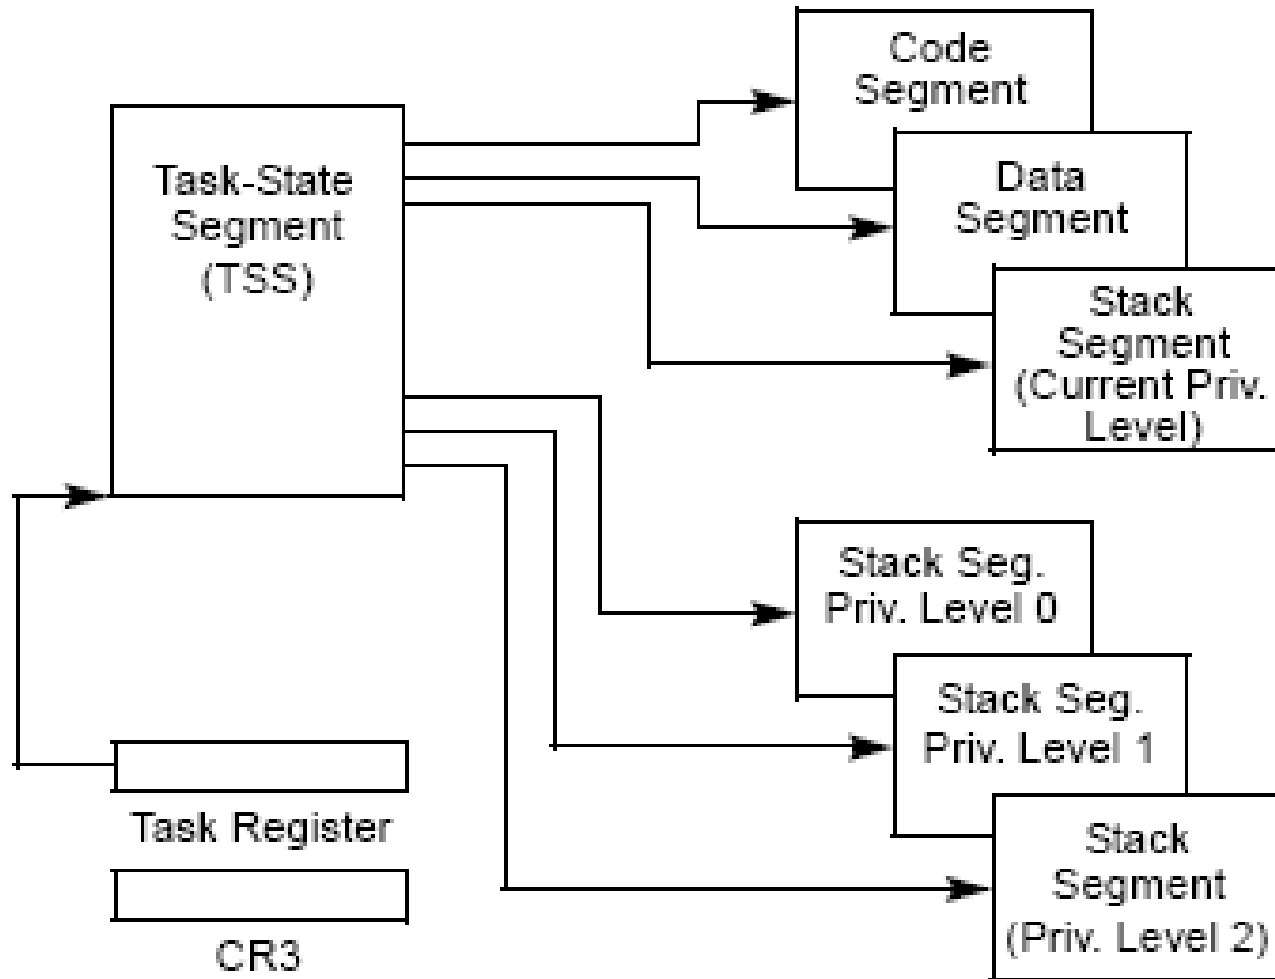 Code
Segment
Task-State
Segment
(TSS)
Data
Segment
Stack
Segment
(Current Priv.
Level)
Stack Seg.
Priv. Level 0
Stack Seg.
Priv. Level 1
Task Register
Stack
Segment
(Priv. Level 2)
CR3